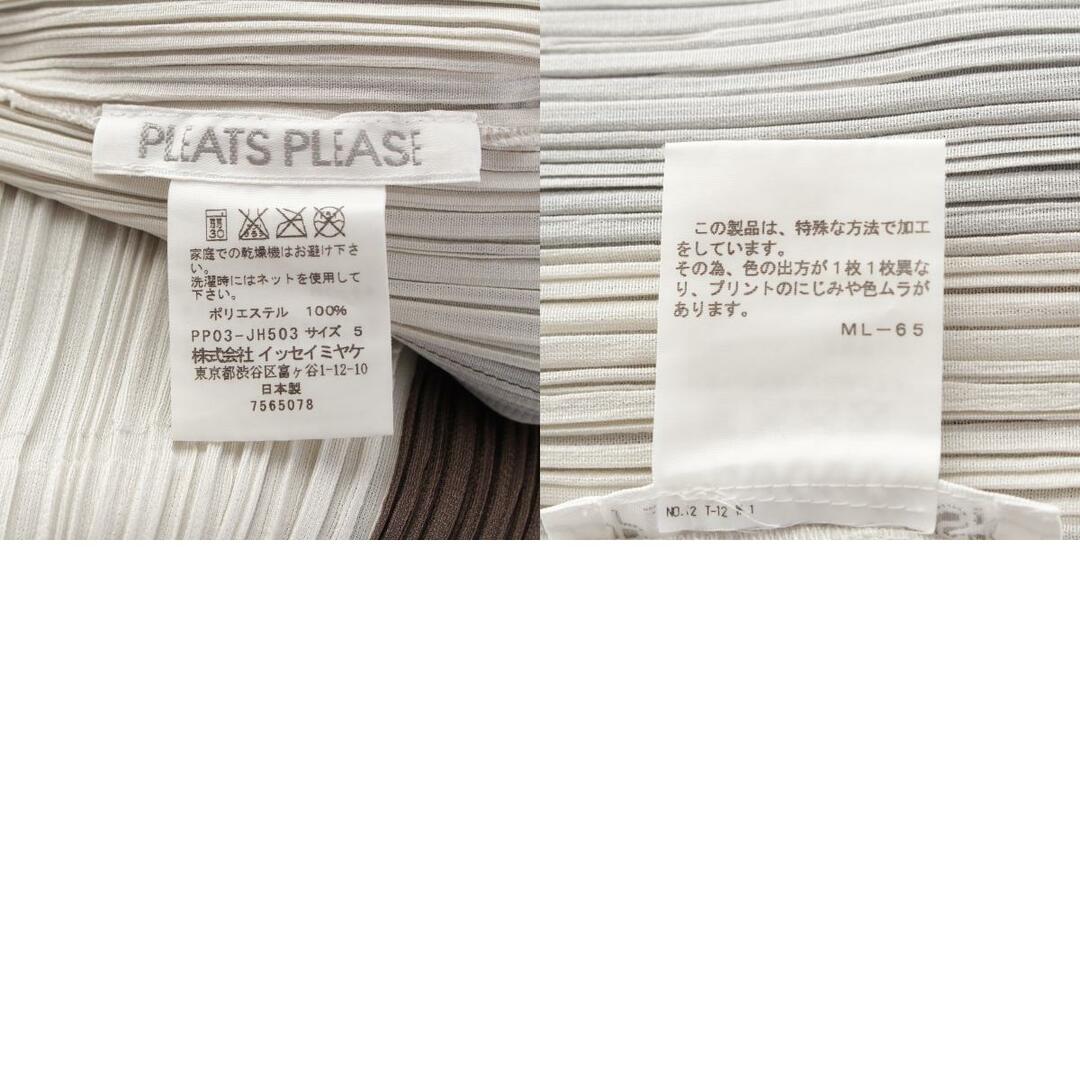 PLEATS PLEASE
家庭での乾燥機はお避け下さ
い。
洗濯時にはネットを使用して
下さい。
ポリエステル 100%
PP03-JH503 サイズ 5
株式会社 イッセイミヤケ
東京都渋谷区富ヶ谷1-12-10
日本製
7565078
この製品は、特殊な方法で加工
をしています。
その為、色の出方が1枚1枚異な
り、プリントのにじみや色ムラが
あります。
ML-65
T-12